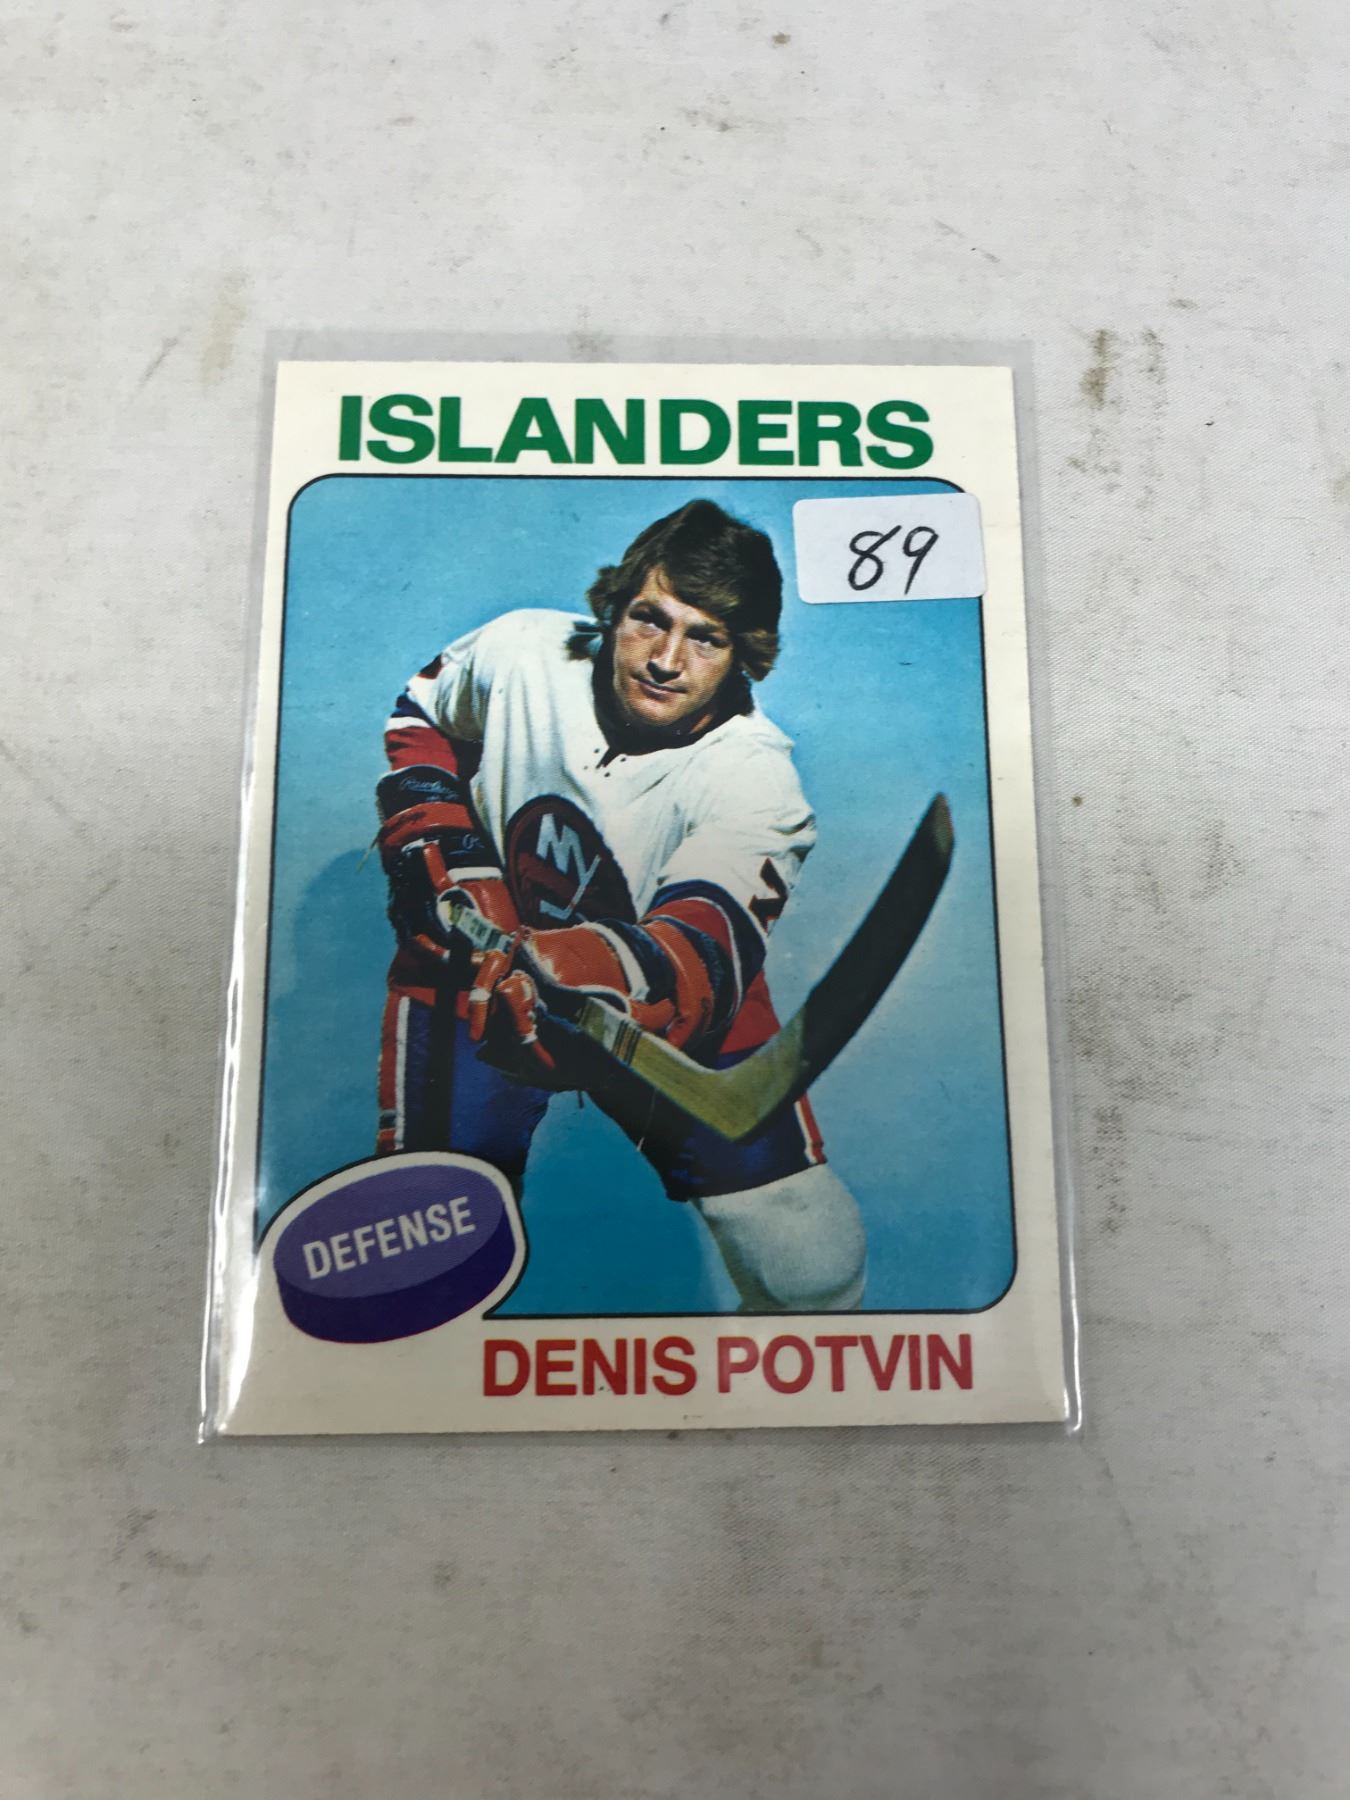 ISLANDERS
89
DEFENSE
DENIS POTVIN